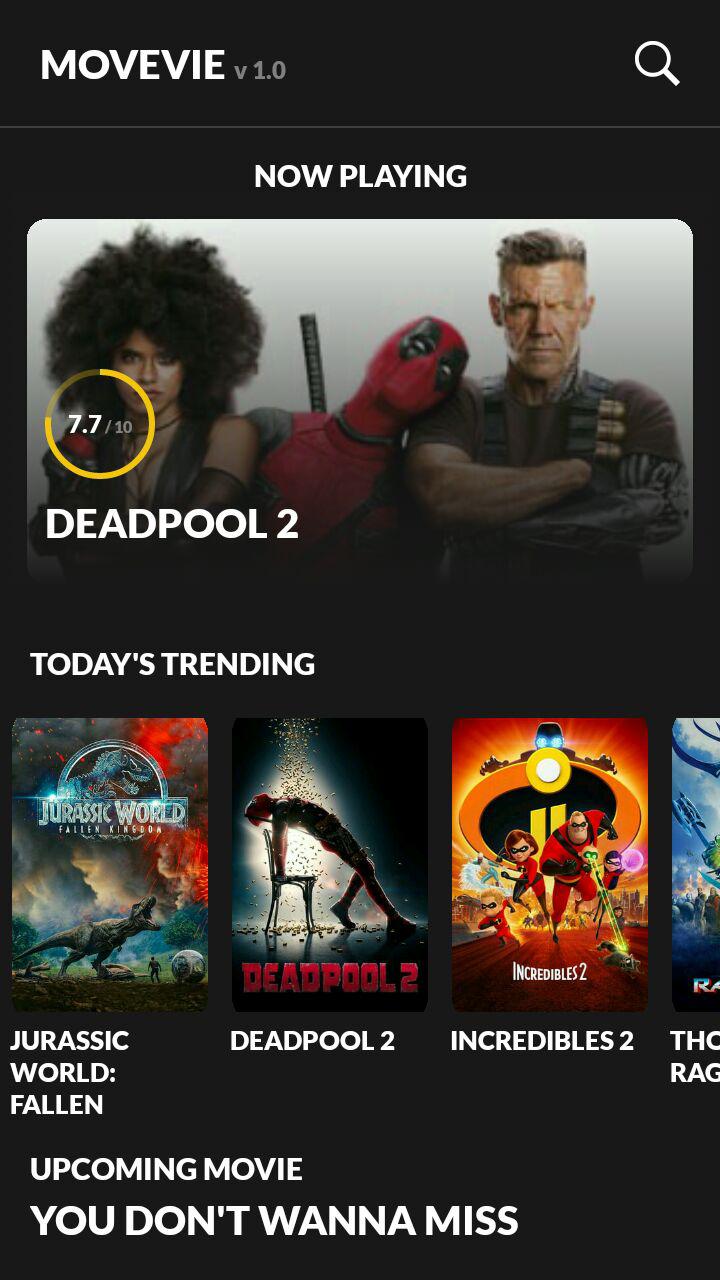 MOVEVIE v 1.0
NOW PLAYING
7.7 / 10
DEADPOOL 2
TODAY'S TRENDING
JURASSIC WORLD
FALLEN KINGDOM
DEADPOOL 2
INCREDIBLES 2
RA
JURASSIC
WORLD:
FALLEN
DEADPOOL 2
INCREDIBLES 2
THO
RAG
UPCOMING MOVIE
YOU DON'T WANNA MISS